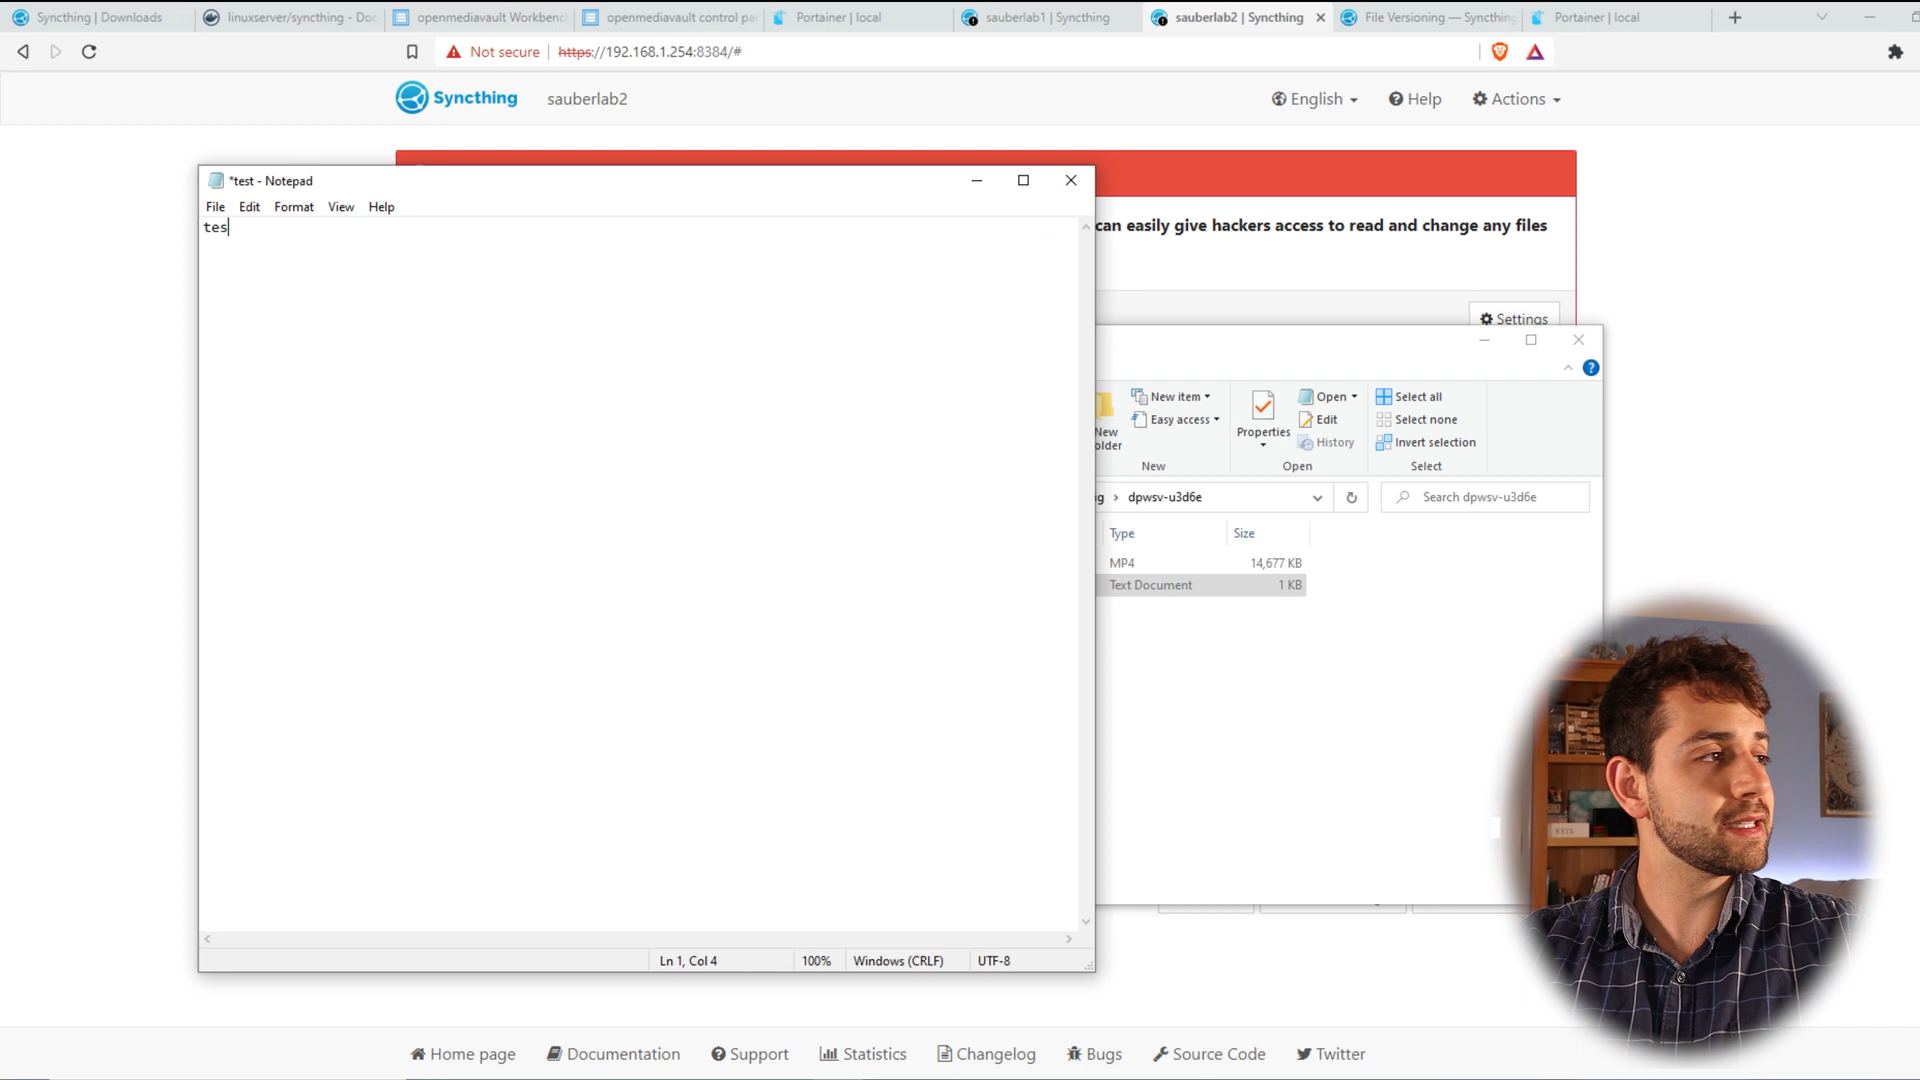 Syncthing | Downloads
linuxserver/syncthing - Doc
openmediavault Workbench
openmediavault control pa
Portainer | local
sauberlab1 | Syncthing
sauberlab2 | Syncthing
File Versioning — Syncthing
Portainer | local
Not secure
https://192.168.1.254:8384/#
Syncthing
sauberlab2
English
Help
Actions
*test - Notepad
File Edit Format View Help
tes
can easily give hackers access to read and change any files
Settings
New item
Easy access
New
older
New
Properties
Open
Edit
History
Open
Select all
Select none
Invert selection
Select
ig > dpwsv-u3d6e
Search dpwsv-u3d6e
Type Size
MP4 14,677 KB
Text Document 1 KB
Ln 1, Col 4
100%
Windows (CRLF)
UTF-8
Home page
Documentation
Support
Statistics
Changelog
Bugs
Source Code
Twitter